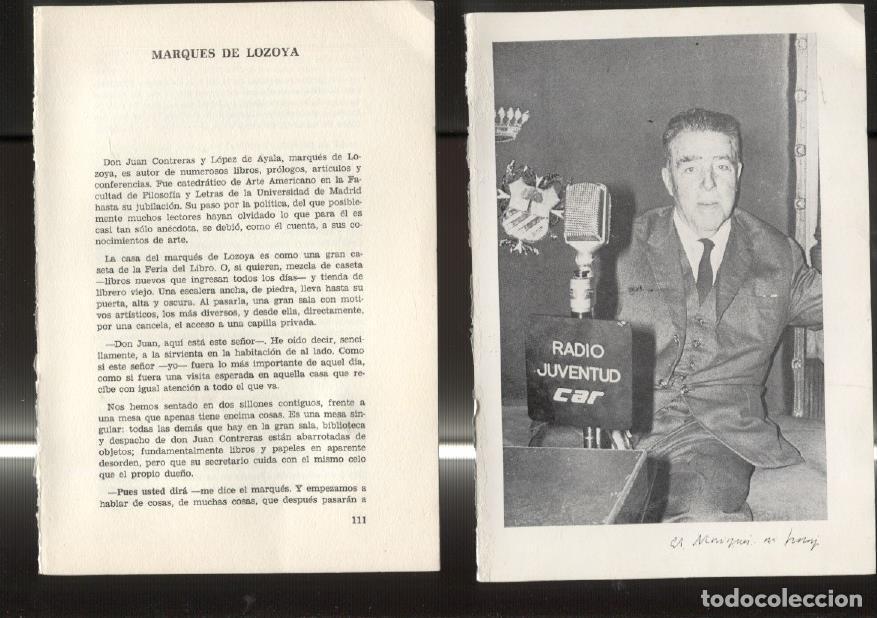 MARQUES DE LOZOYA
Don Juan Contreras y López de Ayala, marqués de Lo-
zoya, es autor de numerosos libros, prólogos, artículos y
conferencias. Fue catedrático de Arte Americano en la Fa-
cultad de Filosofía y Letras de la Universidad de Madrid
hasta su jubilación. Su paso por la política, del que posible-
mente muchos lectores hayan olvidado lo que para él es
casi tan sólo anécdota, se debió, como él cuenta, a sus co-
nocimientos de arte.
La casa del marqués de Lozoya es como una gran ca-
seta de la Feria del Libro. O, si quieren, mezcla de caseta
—libros nuevos que ingresan todos los días— y tienda de
librero viejo. Una escalera ancha, de piedra, lleva hasta su
puerta, alta y oscura. Al pasarla, una gran sala con moti-
vos artísticos, los más diversos, y desde ella, directamente,
por una cancela, el acceso a una capilla privada.
—Don Juan, aquí está este señor—. He oído decir, senci-
llamente, a la sirvienta en la habitación de al lado. Como
si este señor —yo— fuera lo más importante de aquel día,
como si fuera una visita esperada en aquella casa que re-
cibe con igual atención a todo el que va.
Nos hemos sentado en dos sillones contiguos, frente a
una mesa que apenas tiene encima cosas. Es una mesa sin-
gular: todas las demás que hay en la gran sala, biblioteca
y despacho de don Juan Contreras están abarrotadas de
objetos; fundamentalmente libros y papeles en aparente
desorden, pero que su secretario cuida con el mismo celo
que el propio dueño.
—Pues usted dirá —me dice el marqués. Y empezamos a
hablar de cosas, de muchas cosas, que después pasarán a
111
RADIO
JUVENTUD
car
El Marqués
todocoleccion